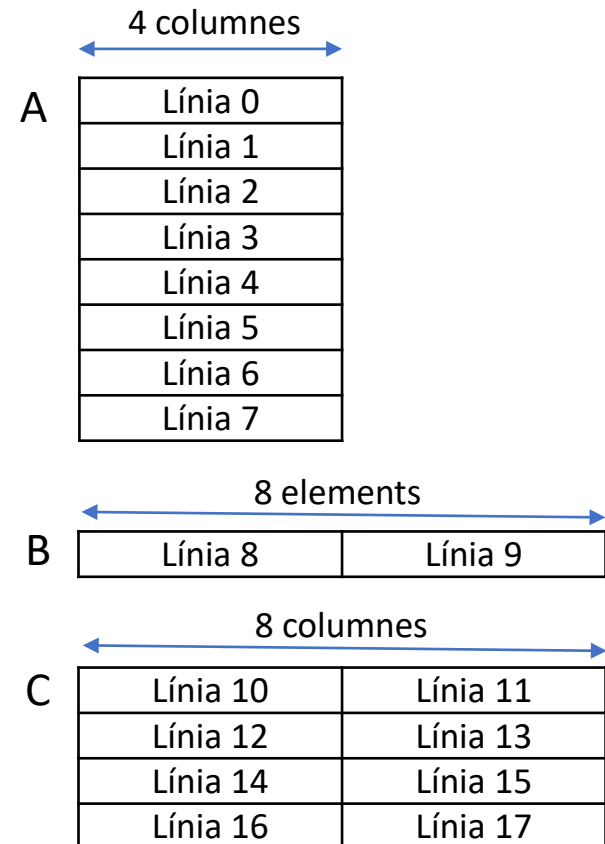 4 columnes
A
Línia 0
Línia 1
Línia 2
Línia 3
Línia 4
Línia 5
Línia 6
Línia 7
8 elements
B
Línia 8 Línia 9
8 columnes
C
Línia 10 Línia 11
Línia 12 Línia 13
Línia 14 Línia 15
Línia 16 Línia 17